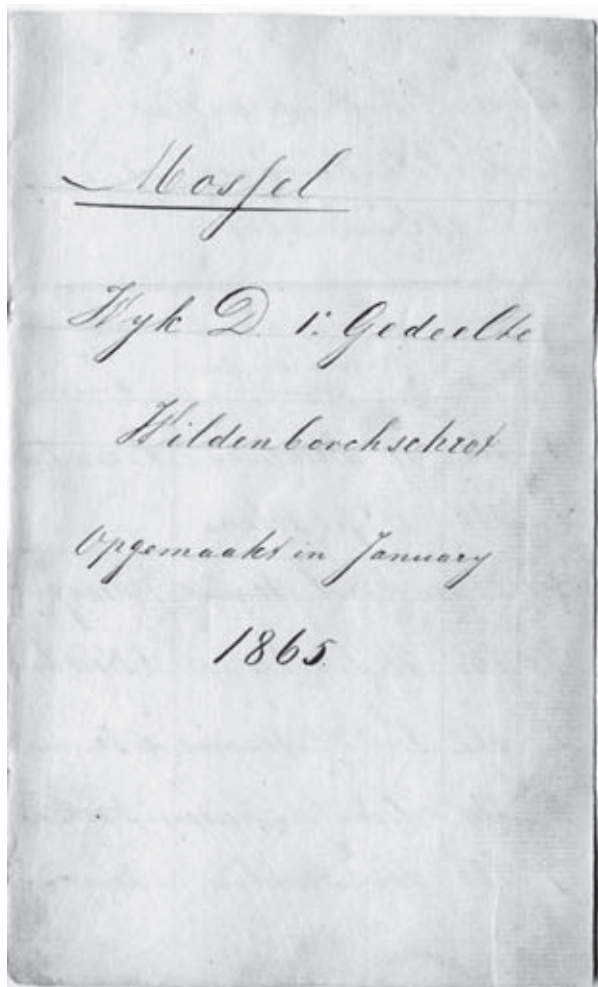 Mossel
Wyk D. 1e Gedeelte
Wildenborchschrot
Opgemaakt in January
1865.